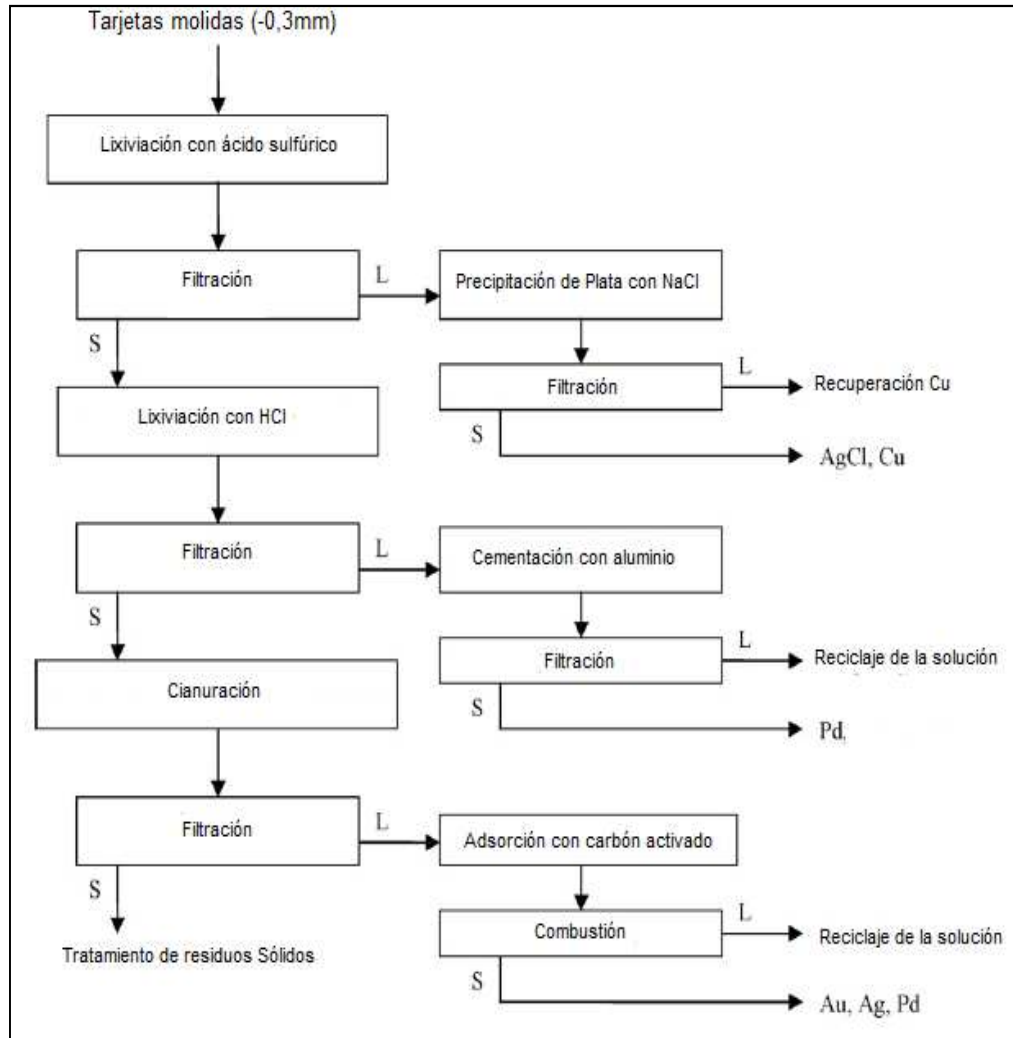 Tarjetas molidas (-0,3mm)
Lixiviación con ácido sulfúrico
Filtración
L
Precipitación de Plata con NaCl
S
Filtración
L
Recuperación Cu
Lixiviación con HCl
S
AgCl, Cu
Filtración
L
Cementación con aluminio
S
Filtración
L
Reciclaje de la solución
Cianuración
S
Pd,
Filtración
L
Adsorción con carbón activado
S
Combustión
L
Reciclaje de la solución
Tratamiento de residuos Sólidos
S
Au, Ag, Pd